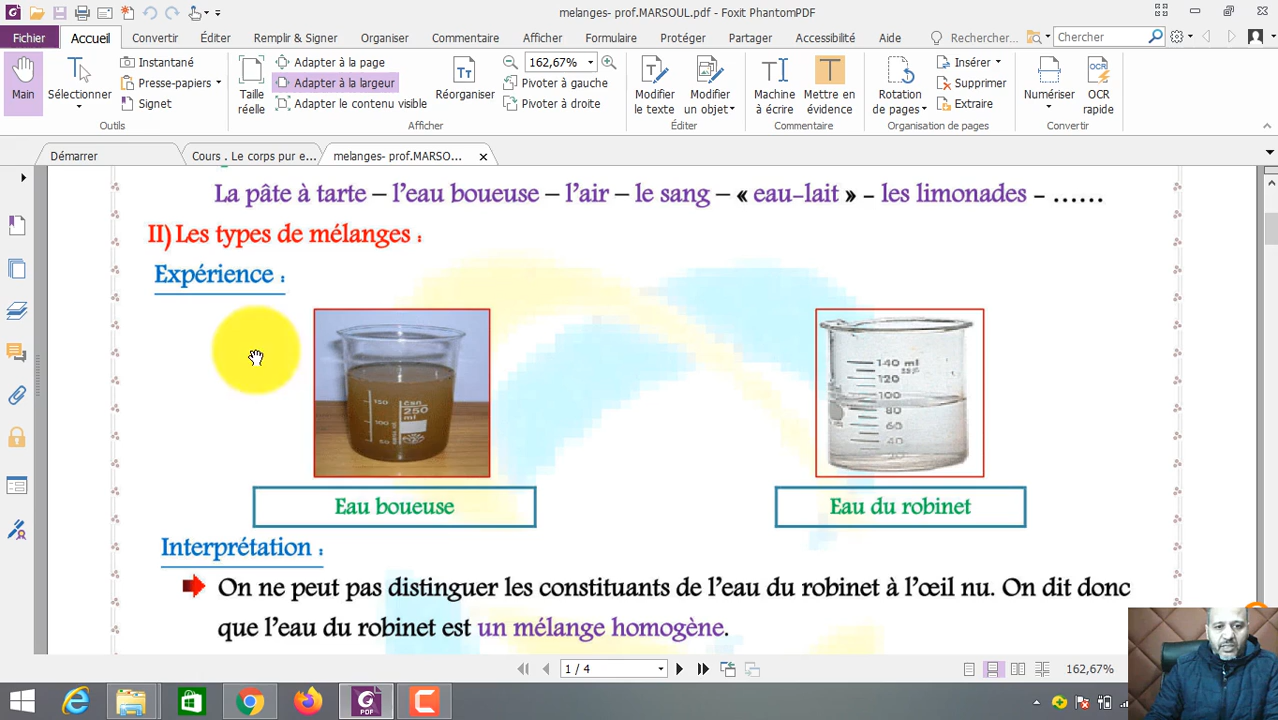 melanges- prof.MARSOUL.pdf - Foxit PhantomPDF
Fichier Accueil Convertir Éditer Remplir & Signer Organiser Commentaire Afficher Formulaire Protéger Partager Accessibilité Aide Rechercher... Chercher
Main
Sélectionner
Instantané
Presse-papiers
Signet
Outils
Taille réelle
Adapter à la page
Adapter à la largeur
Adapter le contenu visible
Réorganiser
162,67%
Pivoter à gauche
Pivoter à droite
Afficher
Modifier le texte
Modifier un objet
Éditer
Machine à écrire
Mettre en évidence
Commentaire
Rotation de pages
Insérer
Supprimer
Extraire
Organisation de pages
Numériser
OCR rapide
Convertir
Démarrer Cours . Le corps pur e... melanges- prof.MARSO...
La pâte à tarte – l'eau boueuse – l'air – le sang – « eau-lait » - les limonades - ……
II) Les types de mélanges :
Expérience :
150
100
50
250
ml
140 ml
120
100
80
60
40
Eau boueuse
Eau du robinet
Interprétation :
On ne peut pas distinguer les constituants de l'eau du robinet à l'œil nu. On dit donc
que l'eau du robinet est un mélange homogène.
1 / 4
162,67%
PDF